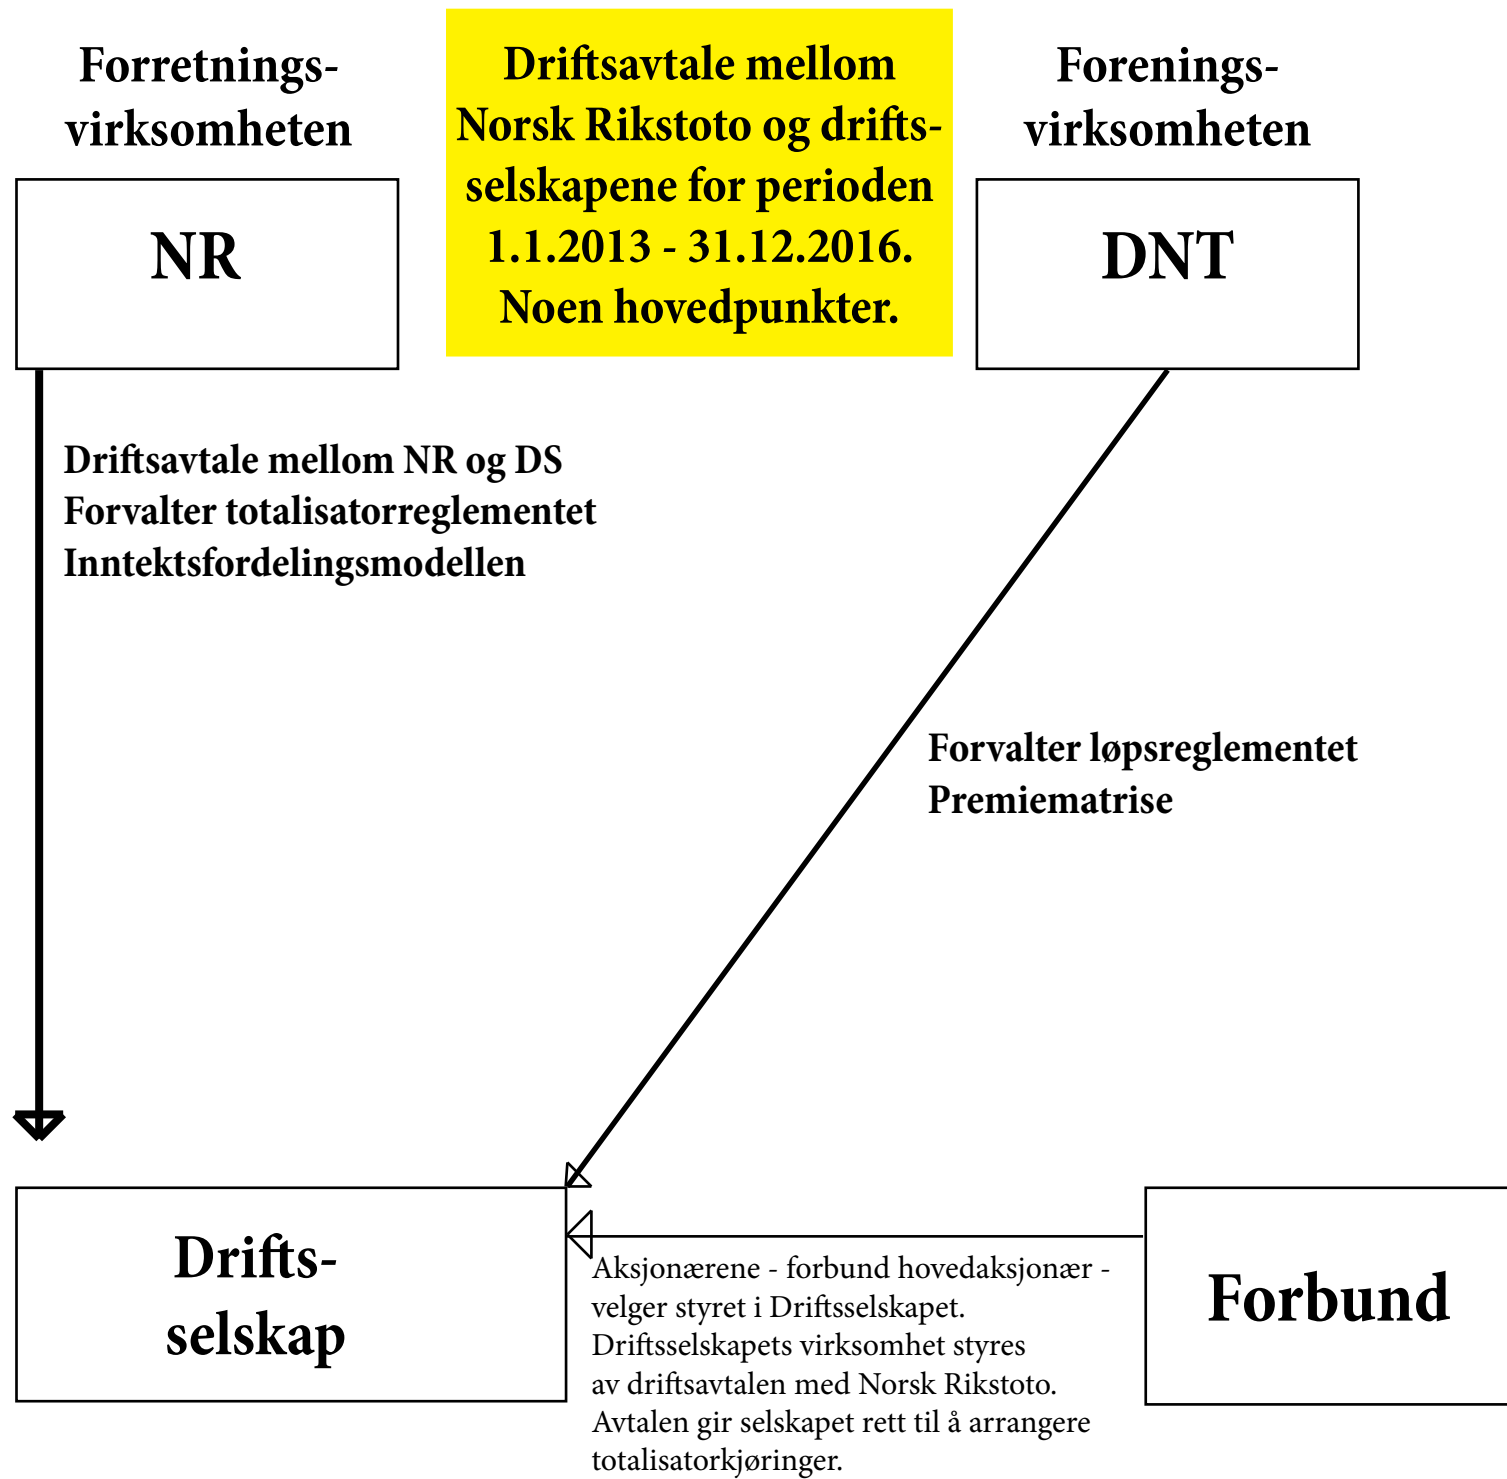 Forretnings-
virksomheten
NR
Driftsavtale mellom
Norsk Rikstoto og drifts-
selskapene for perioden
1.1.2013 - 31.12.2016.
Noen hovedpunkter.
Forenings-
virksomheten
DNT
Driftsavtale mellom NR og DS
Forvalter totalisatorreglementet
Inntektsfordelingsmodellen
Forvalter løpsreglementet
Premiematrise
Drifts-
selskap
Aksjonærene - forbund hovedaksjonær -
velger styret i Driftsselskapet.
Driftsselskapets virksomhet styres
av driftsavtalen med Norsk Rikstoto.
Avtalen gir selskapet rett til å arrangere
totalisatorkjøringer.
Forbund